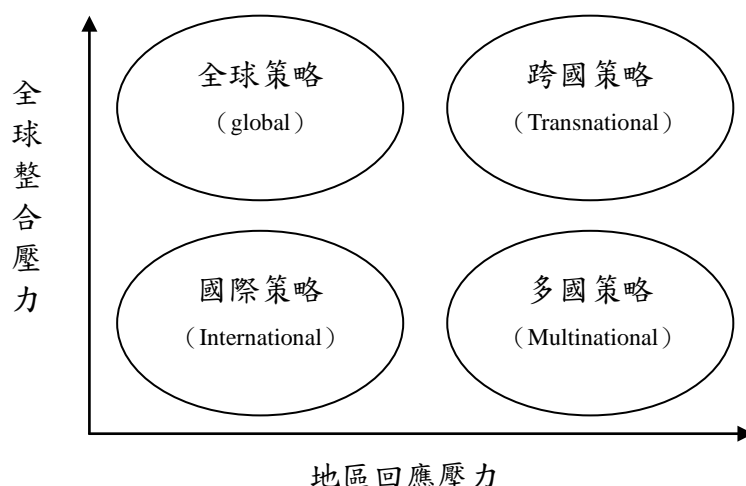 全球整合壓力
全球策略
（global）
跨國策略
（Transnational）
國際策略
（International）
多國策略
（Multinational）
地區回應壓力